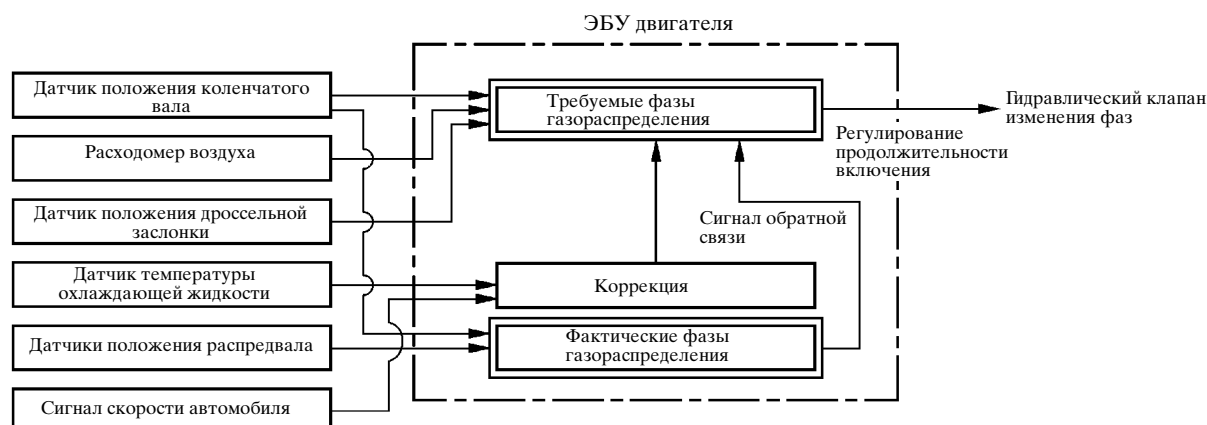 ЭБУ двигателя
Датчик положения коленчатого
вала
Расходомер воздуха
Датчик положения дроссельной
заслонки
Датчик температуры
охлаждающей жидкости
Датчики положения распредвала
Сигнал скорости автомобиля
Требуемые фазы
газораспределения
Сигнал обратной
связи
Коррекция
Фактические фазы
газораспределения
Гидравлический клапан
изменения фаз
Регулирование
продолжительности
включения